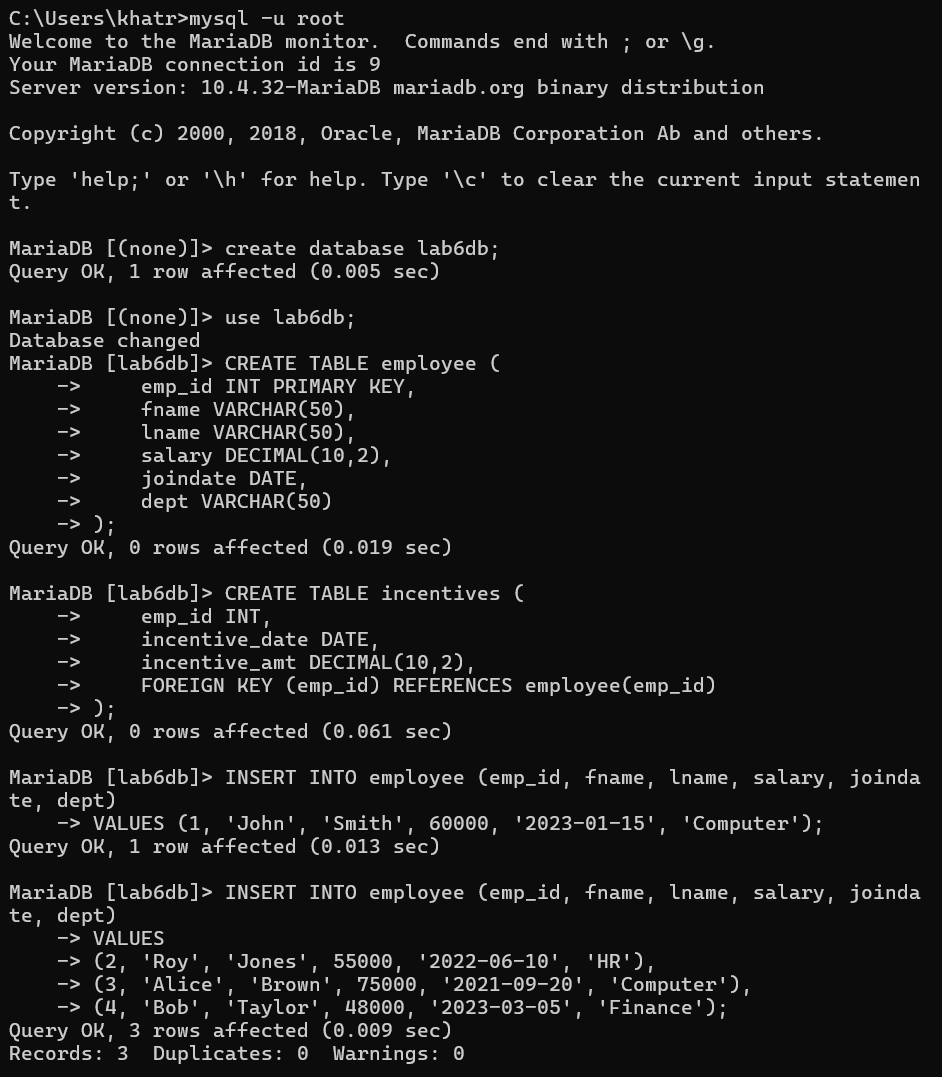 C:\Users\khatr>mysql -u root
Welcome to the MariaDB monitor.  Commands end with ; or \g.
Your MariaDB connection id is 9
Server version: 10.4.32-MariaDB mariadb.org binary distribution

Copyright (c) 2000, 2018, Oracle, MariaDB Corporation Ab and others.

Type 'help;' or '\h' for help. Type '\c' to clear the current input statemen
t.

MariaDB [(none)]> create database lab6db;
Query OK, 1 row affected (0.005 sec)

MariaDB [(none)]> use lab6db;
Database changed
MariaDB [lab6db]> CREATE TABLE employee (
    ->     emp_id INT PRIMARY KEY,
    ->     fname VARCHAR(50),
    ->     lname VARCHAR(50),
    ->     salary DECIMAL(10,2),
    ->     joindate DATE,
    ->     dept VARCHAR(50)
    -> );
Query OK, 0 rows affected (0.019 sec)

MariaDB [lab6db]> CREATE TABLE incentives (
    ->     emp_id INT,
    ->     incentive_date DATE,
    ->     incentive_amt DECIMAL(10,2),
    ->     FOREIGN KEY (emp_id) REFERENCES employee(emp_id)
    -> );
Query OK, 0 rows affected (0.061 sec)

MariaDB [lab6db]> INSERT INTO employee (emp_id, fname, lname, salary, joinda
te, dept)
    -> VALUES (1, 'John', 'Smith', 60000, '2023-01-15', 'Computer');
Query OK, 1 row affected (0.013 sec)

MariaDB [lab6db]> INSERT INTO employee (emp_id, fname, lname, salary, joinda
te, dept)
    -> VALUES
    -> (2, 'Roy', 'Jones', 55000, '2022-06-10', 'HR'),
    -> (3, 'Alice', 'Brown', 75000, '2021-09-20', 'Computer'),
    -> (4, 'Bob', 'Taylor', 48000, '2023-03-05', 'Finance');
Query OK, 3 rows affected (0.009 sec)
Records: 3  Duplicates: 0  Warnings: 0